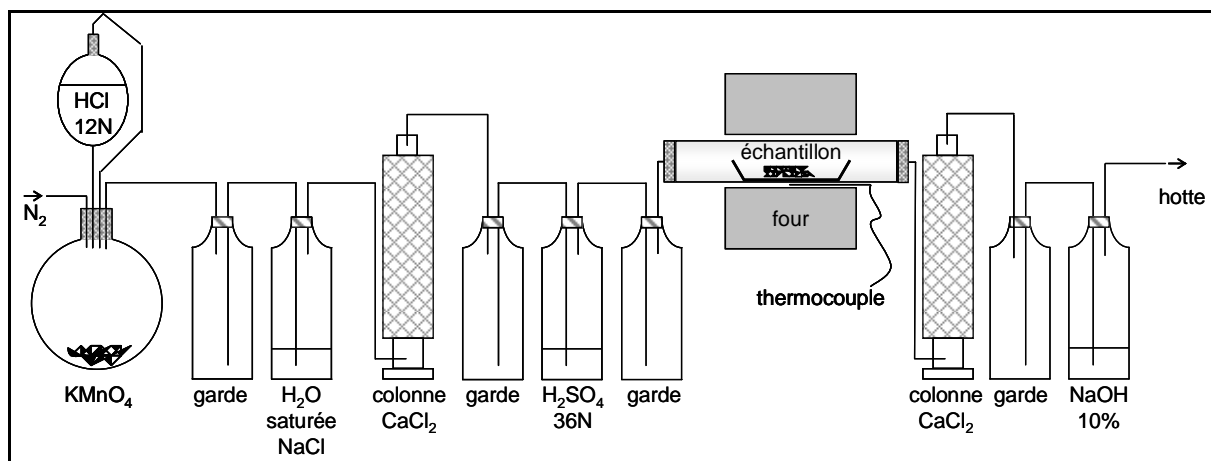 HCl
12N
N₂
échantillon
four
thermocouple
hotte
KMnO₄
garde
H₂O
saturée
NaCl
colonne
CaCl₂
garde
H₂SO₄
36N
garde
colonne
CaCl₂
garde
NaOH
10%